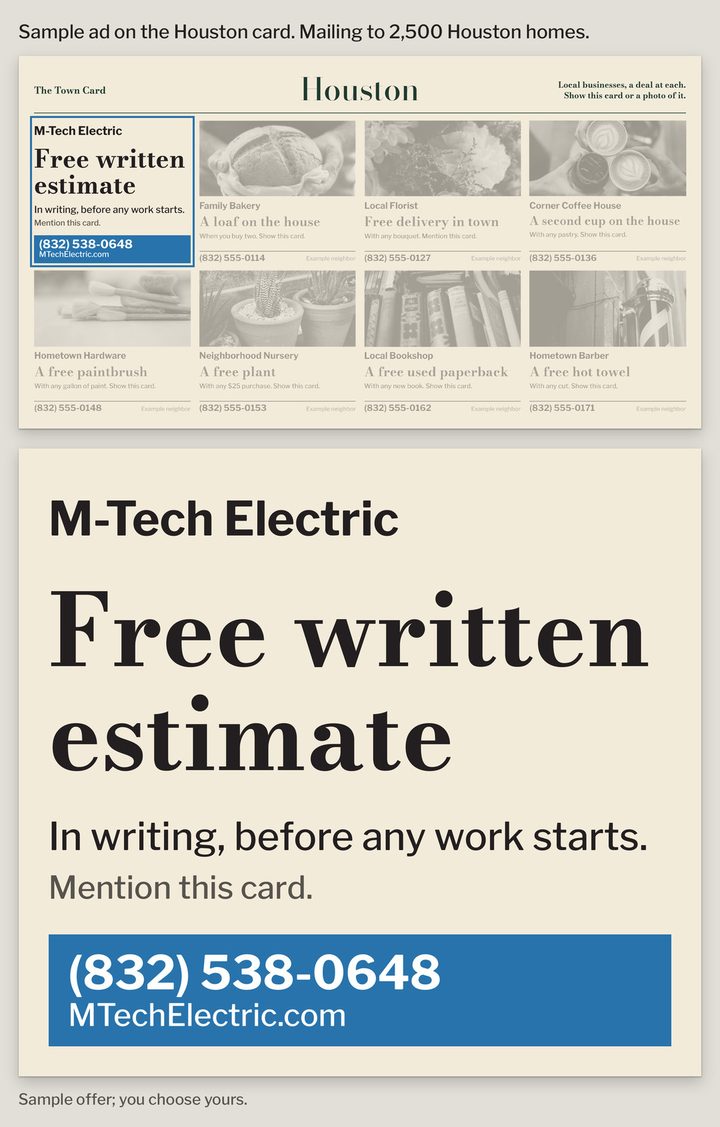 Sample ad on the Houston card. Mailing to 2,500 Houston homes.
The Town Card
Houston
Local businesses, a deal at each.
Show this card or a photo of it.
M-Tech Electric
Free written
estimate
In writing, before any work starts.
Mention this card.
(832) 538-0648
MTechElectric.com
Family Bakery
A loaf on the house
When you buy two. Show this card.
(832) 555-0114 Example neighbor
Local Florist
Free delivery in town
With any bouquet. Mention this card.
(832) 555-0127 Example neighbor
Corner Coffee House
A second cup on the house
With any pastry. Show this card.
(832) 555-0136 Example neighbor
Hometown Hardware
A free paintbrush
With any gallon of paint. Show this card.
(832) 555-0148 Example neighbor
Neighborhood Nursery
A free plant
With any $25 purchase. Show this card.
(832) 555-0153 Example neighbor
Local Bookshop
A free used paperback
With any new book. Show this card.
(832) 555-0162 Example neighbor
Hometown Barber
A free hot towel
With any cut. Show this card.
(832) 555-0171 Example neighbor
M-Tech Electric
Free written
estimate
In writing, before any work starts.
Mention this card.
(832) 538-0648
MTechElectric.com
Sample offer; you choose yours.